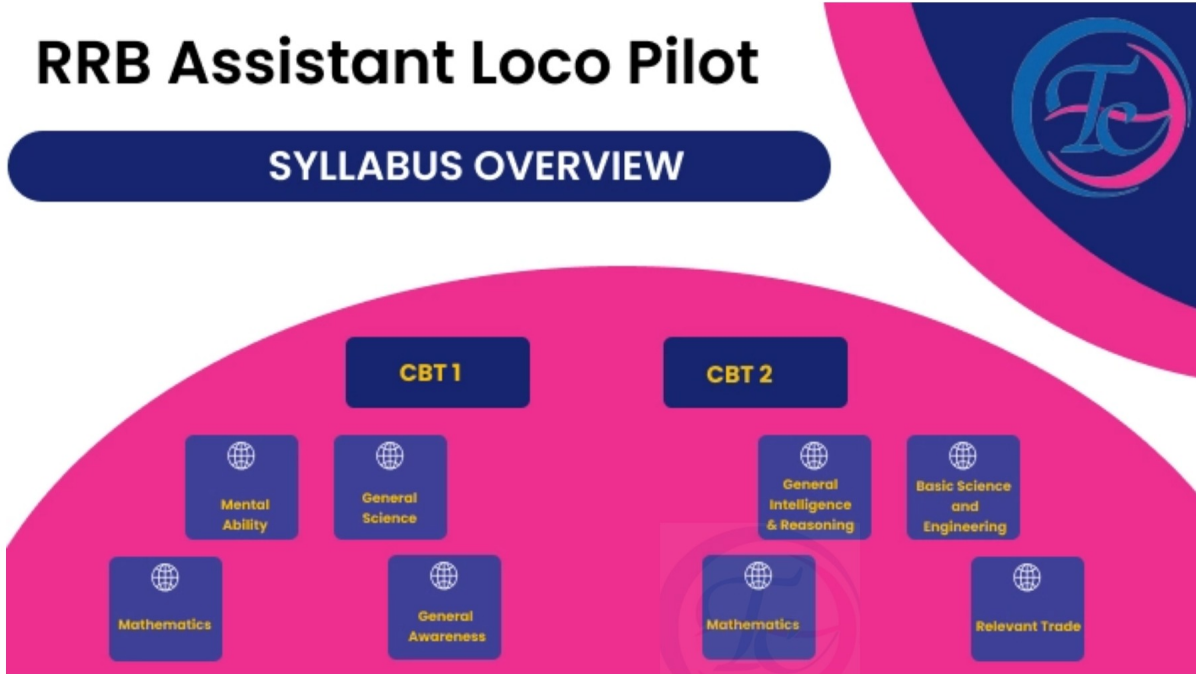 RRB Assistant Loco Pilot
SYLLABUS OVERVIEW
Tc
CBT 1
CBT 2
Mental
Ability
General
Science
General
Intelligence
& Reasoning
Basic Science
and
Engineering
Mathematics
General
Awareness
Mathematics
Relevant Trade